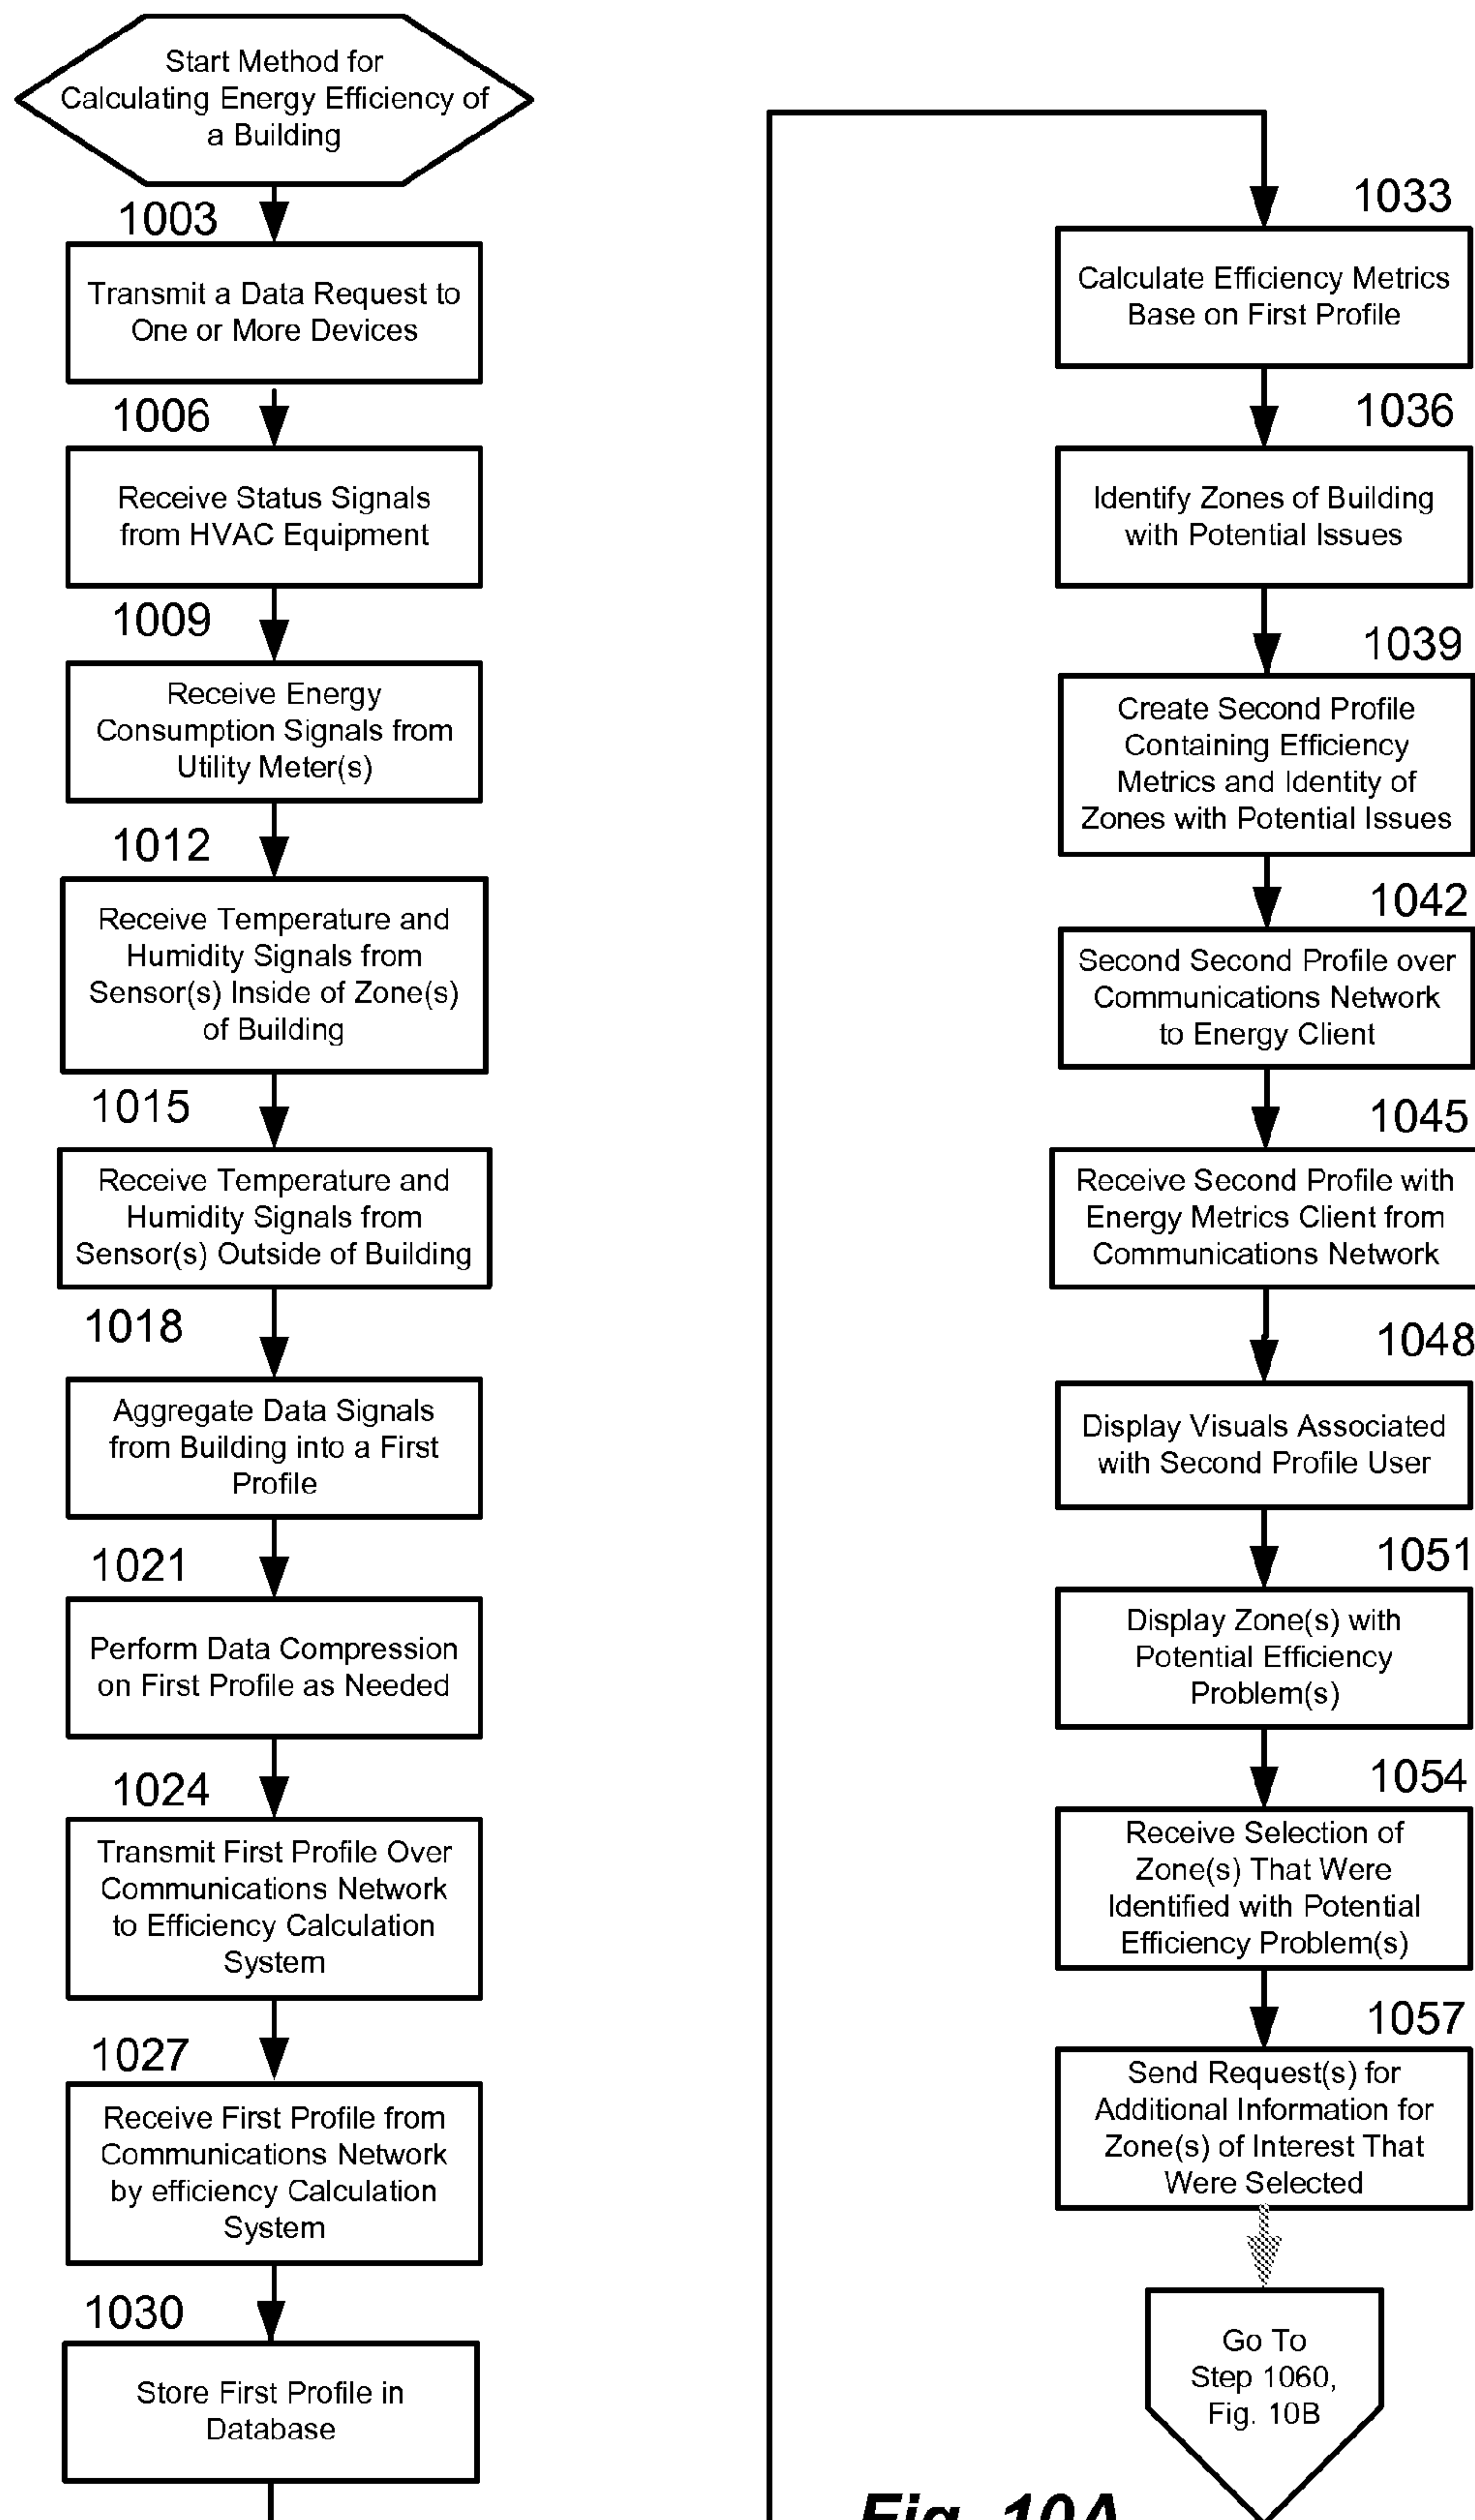 Start Method for
Calculating Energy Efficiency of
a Building
1003
Transmit a Data Request to
One or More Devices
1006
Receive Status Signals
from HVAC Equipment
1009
Receive Energy
Consumption Signals from
Utility Meter(s)
1012
Receive Temperature and
Humidity Signals from
Sensor(s) Inside of Zone(s)
of Building
1015
Receive Temperature and
Humidity Signals from
Sensor(s) Outside of Building
1018
Aggregate Data Signals
from Building into a First
Profile
1021
Perform Data Compression
on First Profile as Needed
1024
Transmit First Profile Over
Communications Network
to Efficiency Calculation
System
1027
Receive First Profile from
Communications Network
by efficiency Calculation
System
1030
Store First Profile in
Database
1033
Calculate Efficiency Metrics
Base on First Profile
1036
Identify Zones of Building
with Potential Issues
1039
Create Second Profile
Containing Efficiency
Metrics and Identity of
Zones with Potential Issues
1042
Second Second Profile over
Communications Network
to Energy Client
1045
Receive Second Profile with
Energy Metrics Client from
Communications Network
1048
Display Visuals Associated
with Second Profile User
1051
Display Zone(s) with
Potential Efficiency
Problem(s)
1054
Receive Selection of
Zone(s) That Were
Identified with Potential
Efficiency Problem(s)
1057
Send Request(s) for
Additional Information for
Zone(s) of Interest That
Were Selected
Go To
Step 1060,
Fig. 10B
Fig. 10A